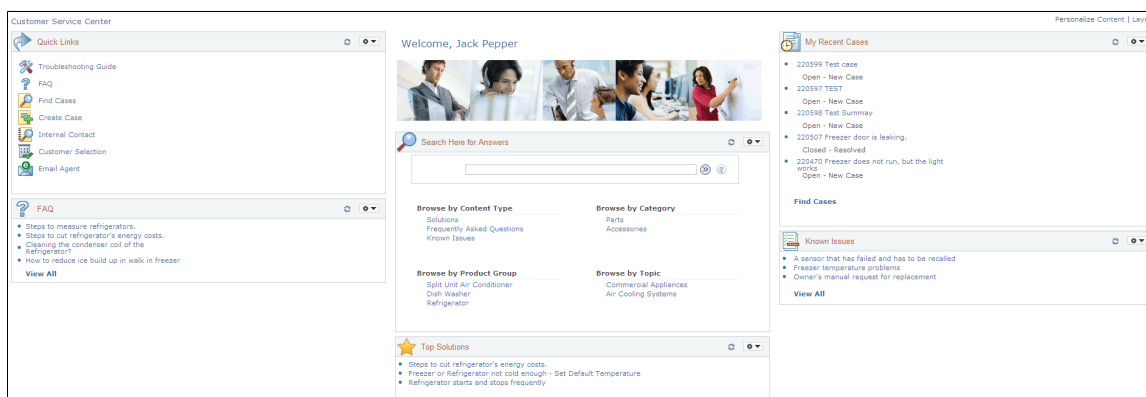 Customer Service Center
Personalize Content | Layo
Quick Links
Troubleshooting Guide
FAQ
Find Cases
Create Case
Internal Contact
Customer Selection
Email Agent
FAQ
Steps to measure refrigerators.
Steps to cut refrigerator's energy costs.
Cleaning the condenser coil of the
Refrigerator?
How to reduce ice build up in walk in freezer
View All
Welcome, Jack Pepper
Search Here for Answers
Browse by Content Type
Solutions
Frequently Asked Questions
Known Issues
Browse by Category
Parts
Accessories
Browse by Product Group
Split Unit Air Conditioner
Dish Washer
Refrigerator
Browse by Topic
Commercial Appliances
Air Cooling Systems
Top Solutions
Steps to cut refrigerator's energy costs.
Freezer or Refrigerator not cold enough - Set Default Temperature
Refrigerator starts and stops frequently
My Recent Cases
220599 Test case
Open - New Case
220597 TEST
Open - New Case
220598 Test Summay
Open - New Case
220507 Freezer door is leaking.
Closed - Resolved
220470 Freezer does not run, but the light
works
Open - New Case
Find Cases
Known Issues
A sensor that has failed and has to be recalled
Freezer temperature problems
Owner's manual request for replacement
View All